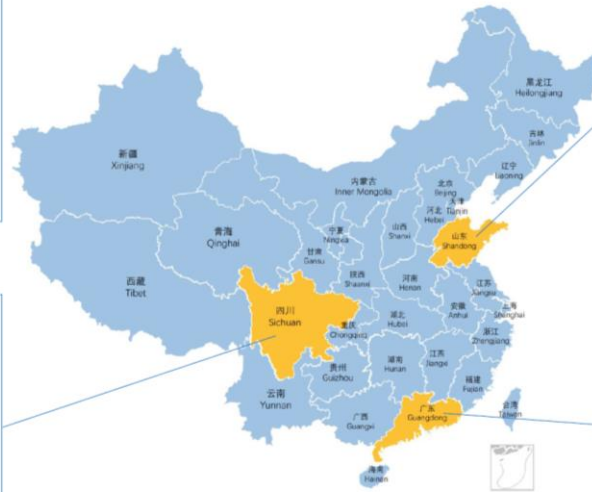 黑龙江
Heilongjiang
吉林
Jinlin
辽宁
Liaoning
新疆
Xinjiang
内蒙古
Inner Mongolia
北京
Beijing
天津
Tianjin
河北
Hebei
山西
Shanxi
山东
Shandong
宁夏
Ningxia
青海
Qinghai
甘肃
Gansu
陕西
Shaanxi
河南
Henan
江苏
Jiangsu
西藏
Tibet
四川
Sichuan
重庆
Chongqing
湖北
Hubei
安徽
Anhui
上海
Shanghai
浙江
Zhengjiang
湖南
Hunan
江西
Jiangxi
贵州
Guizhou
福建
Fujian
云南
Yunnan
广西
Guangxi
广东
Guangdong
台湾
Taiwan
海南
Hainan